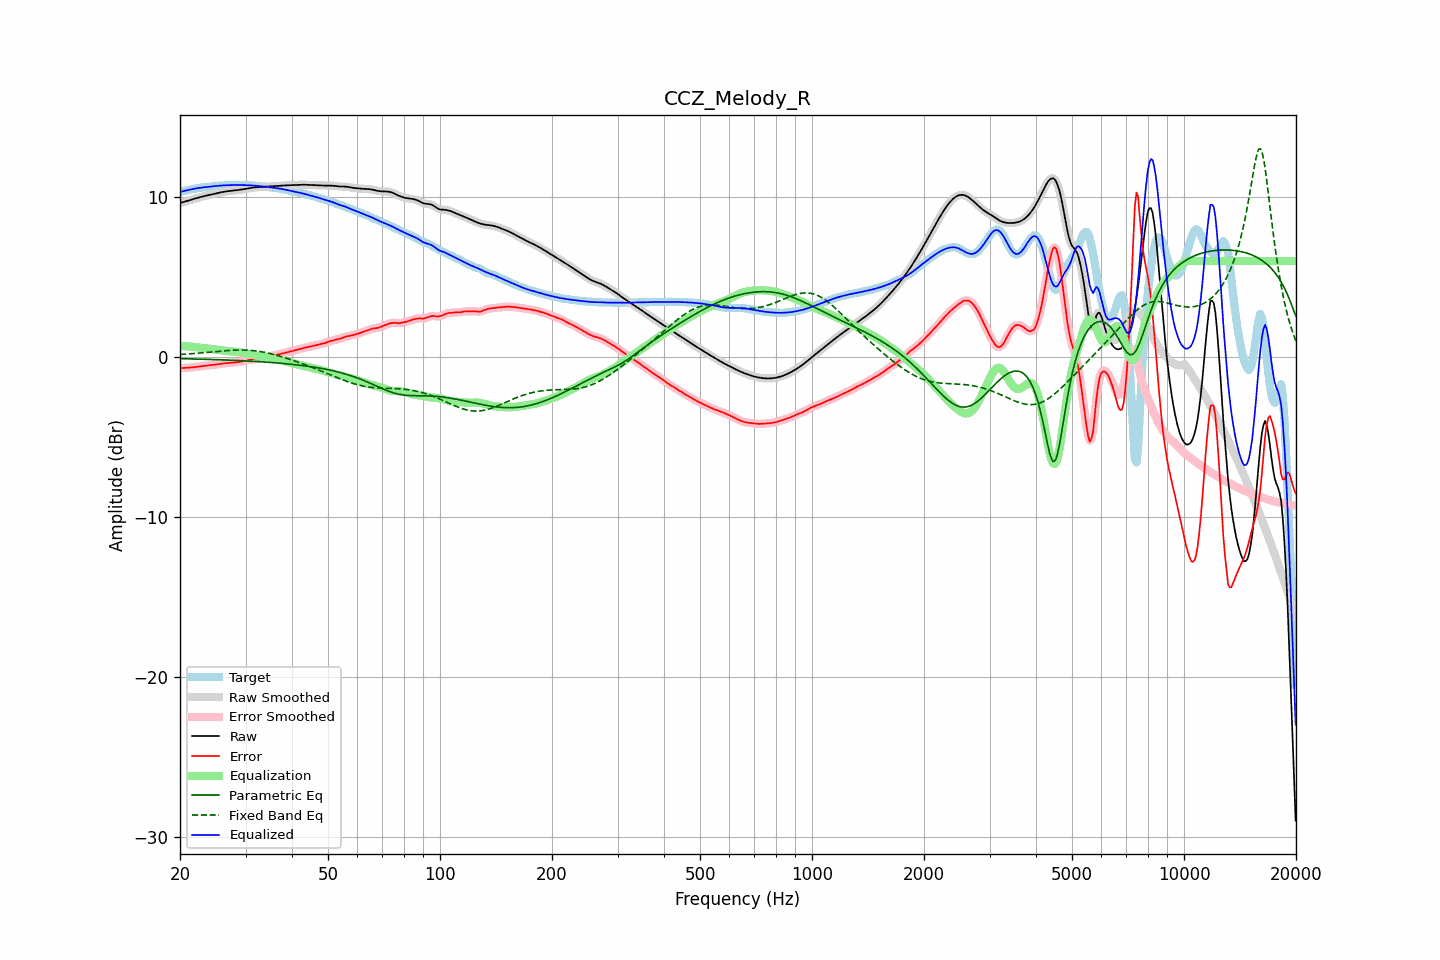 CCZ_Melody_R
10
0
−10
−20
−30
Amplitude (dBr)
Target
Raw Smoothed
Error Smoothed
Raw
Error
Equalization
Parametric Eq
Fixed Band Eq
Equalized
20 50 100 200 500 1000 2000 5000 10000 20000
Frequency (Hz)